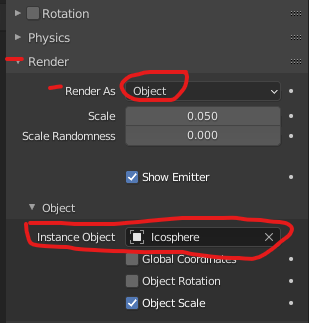 Rotation
Physics
Render
Render As Object
Scale 0.050
Scale Randomness 0.000
Show Emitter
Object
Instance Object Icosphere
Global Coordinates
Object Rotation
Object Scale